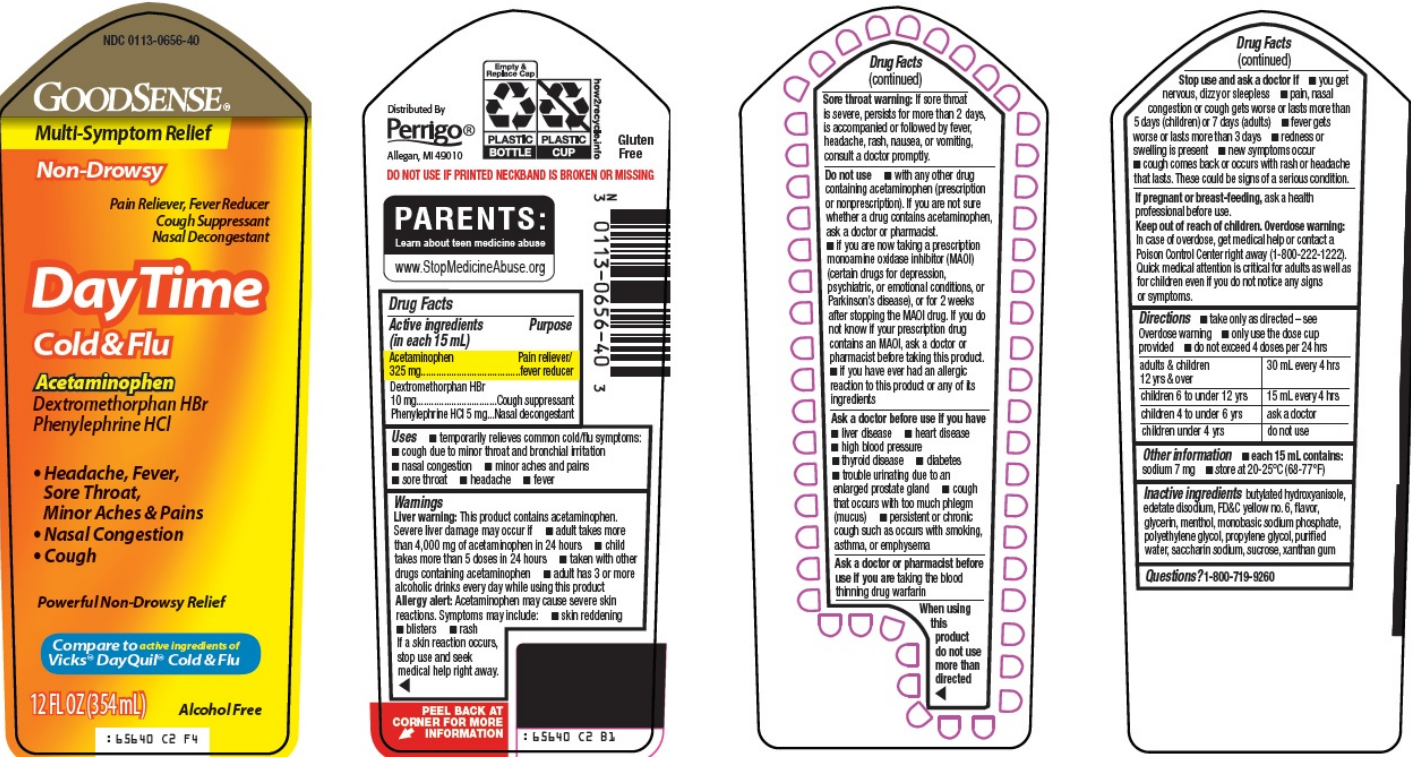 NDC 0113-0656-40
GOODSENSE®
Multi-Symptom Relief
Non-Drowsy
Pain Reliever, Fever Reducer
Cough Suppressant
Nasal Decongestant
DayTime
Cold & Flu
Acetaminophen
Dextromethorphan HBr
Phenylephrine HCl
• Headache, Fever,
Sore Throat,
Minor Aches & Pains
• Nasal Congestion
• Cough
Powerful Non-Drowsy Relief
Compare to active ingredients of
Vicks® DayQuil® Cold & Flu
12 FL OZ (354 mL)
Alcohol Free
: 65640 C2 F4
Distributed By
Perrigo®
Allegan, MI 49010
Empty &
Replace Cap
PLASTIC
BOTTLE
PLASTIC
CUP
how2recycle.info
Gluten
Free
DO NOT USE IF PRINTED NECKBAND IS BROKEN OR MISSING
PARENTS:
Learn about teen medicine abuse
www.StopMedicineAbuse.org
N
3 0113-0656-40 3
Drug Facts
Active ingredients Purpose
(in each 15 mL)
Acetaminophen Pain reliever/
325 mg....................................fever reducer
Dextromethorphan HBr
10 mg................................Cough suppressant
Phenylephrine HCl 5 mg...Nasal decongestant
Uses ■ temporarily relieves common cold/flu symptoms:
■ cough due to minor throat and bronchial irritation
■ nasal congestion ■ minor aches and pains
■ sore throat ■ headache ■ fever
Warnings
Liver warning: This product contains acetaminophen.
Severe liver damage may occur if ■ adult takes more
than 4,000 mg of acetaminophen in 24 hours ■ child
takes more than 5 doses in 24 hours ■ taken with other
drugs containing acetaminophen ■ adult has 3 or more
alcoholic drinks every day while using this product
Allergy alert: Acetaminophen may cause severe skin
reactions. Symptoms may include: ■ skin reddening
■ blisters ■ rash
If a skin reaction occurs,
stop use and seek
medical help right away.
PEEL BACK AT
CORNER FOR MORE
INFORMATION
: 65640 C2 B1
Drug Facts
(continued)
Sore throat warning: If sore throat
is severe, persists for more than 2 days,
is accompanied or followed by fever,
headache, rash, nausea, or vomiting,
consult a doctor promptly.
Do not use ■ with any other drug
containing acetaminophen (prescription
or nonprescription). If you are not sure
whether a drug contains acetaminophen,
ask a doctor or pharmacist.
■ if you are now taking a prescription
monoamine oxidase inhibitor (MAOI)
(certain drugs for depression,
psychiatric, or emotional conditions, or
Parkinson's disease), or for 2 weeks
after stopping the MAOI drug. If you do
not know if your prescription drug
contains an MAOI, ask a doctor or
pharmacist before taking this product.
■ if you have ever had an allergic
reaction to this product or any of its
ingredients
Ask a doctor before use if you have
■ liver disease ■ heart disease
■ high blood pressure
■ thyroid disease ■ diabetes
■ trouble urinating due to an
enlarged prostate gland ■ cough
that occurs with too much phlegm
(mucus) ■ persistent or chronic
cough such as occurs with smoking,
asthma, or emphysema
Ask a doctor or pharmacist before
use if you are taking the blood
thinning drug warfarin
When using
this
product
do not use
more than
directed
Drug Facts
(continued)
Stop use and ask a doctor if ■ you get
nervous, dizzy or sleepless ■ pain, nasal
congestion or cough gets worse or lasts more than
5 days (children) or 7 days (adults) ■ fever gets
worse or lasts more than 3 days ■ redness or
swelling is present ■ new symptoms occur
■ cough comes back or occurs with rash or headache
that lasts. These could be signs of a serious condition.
If pregnant or breast-feeding, ask a health
professional before use.
Keep out of reach of children. Overdose warning:
In case of overdose, get medical help or contact a
Poison Control Center right away (1-800-222-1222).
Quick medical attention is critical for adults as well as
for children even if you do not notice any signs
or symptoms.
Directions ■ take only as directed – see
Overdose warning ■ only use the dose cup
provided ■ do not exceed 4 doses per 24 hrs
adults & children 30 mL every 4 hrs
12 yrs & over
children 6 to under 12 yrs 15 mL every 4 hrs
children 4 to under 6 yrs ask a doctor
children under 4 yrs do not use
Other information ■ each 15 mL contains:
sodium 7 mg ■ store at 20-25°C (68-77°F)
Inactive ingredients butylated hydroxyanisole,
edetate disodium, FD&C yellow no. 6, flavor,
glycerin, menthol, monobasic sodium phosphate,
polyethylene glycol, propylene glycol, purified
water, saccharin sodium, sucrose, xanthan gum
Questions? 1-800-719-9260